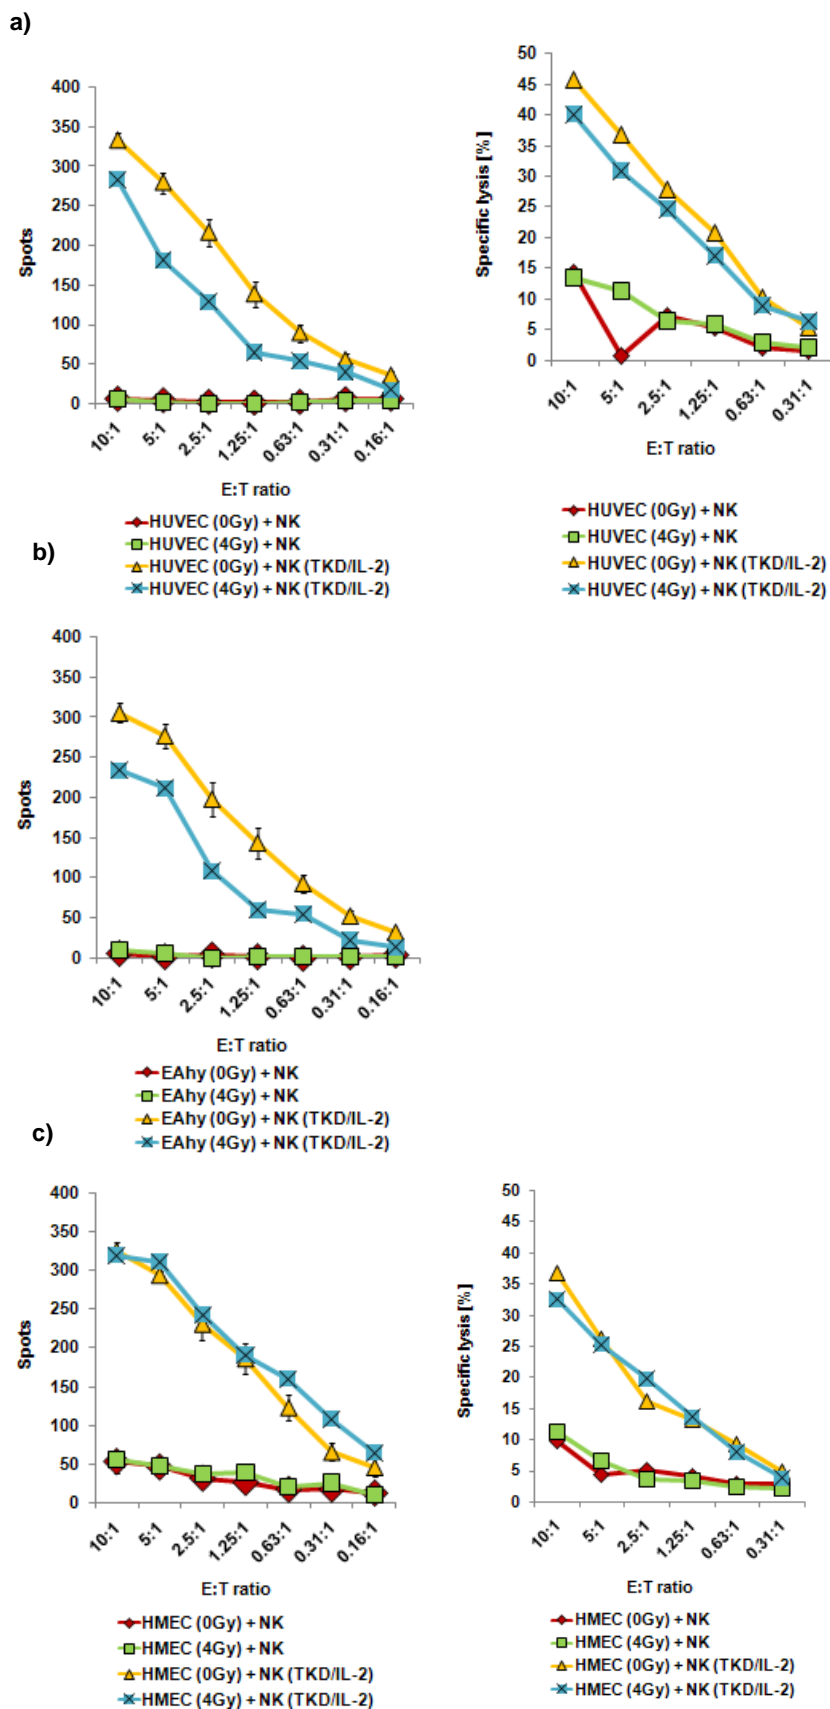 a)
400
350
300
250
200
150
100
50
0
Spots
10:1
5:1
2.5:1
1.25:1
0.63:1
0.31:1
0.16:1
E:T ratio
HUVEC (0Gy) + NK
HUVEC (4Gy) + NK
HUVEC (0Gy) + NK (TKD/IL-2)
HUVEC (4Gy) + NK (TKD/IL-2)
50
45
40
35
30
25
20
15
10
5
0
Specific lysis [%]
10:1
5:1
2.5:1
1.25:1
0.63:1
0.31:1
E:T ratio
HUVEC (0Gy) + NK
HUVEC (4Gy) + NK
HUVEC (0Gy) + NK (TKD/IL-2)
HUVEC (4Gy) + NK (TKD/IL-2)
b)
400
350
300
250
200
150
100
50
0
Spots
10:1
5:1
2.5:1
1.25:1
0.63:1
0.31:1
0.16:1
E:T ratio
EAhy (0Gy) + NK
EAhy (4Gy) + NK
EAhy (0Gy) + NK (TKD/IL-2)
EAhy (4Gy) + NK (TKD/IL-2)
c)
400
350
300
250
200
150
100
50
0
Spots
10:1
5:1
2.5:1
1.25:1
0.63:1
0.31:1
0.16:1
E:T ratio
HMEC (0Gy) + NK
HMEC (4Gy) + NK
HMEC (0Gy) + NK (TKD/IL-2)
HMEC (4Gy) + NK (TKD/IL-2)
50
45
40
35
30
25
20
15
10
5
0
Specific lysis [%]
10:1
5:1
2.5:1
1.25:1
0.63:1
0.31:1
E:T ratio
HMEC (0Gy) + NK
HMEC (4Gy) + NK
HMEC (0Gy) + NK (TKD/IL-2)
HMEC (4Gy) + NK (TKD/IL-2)